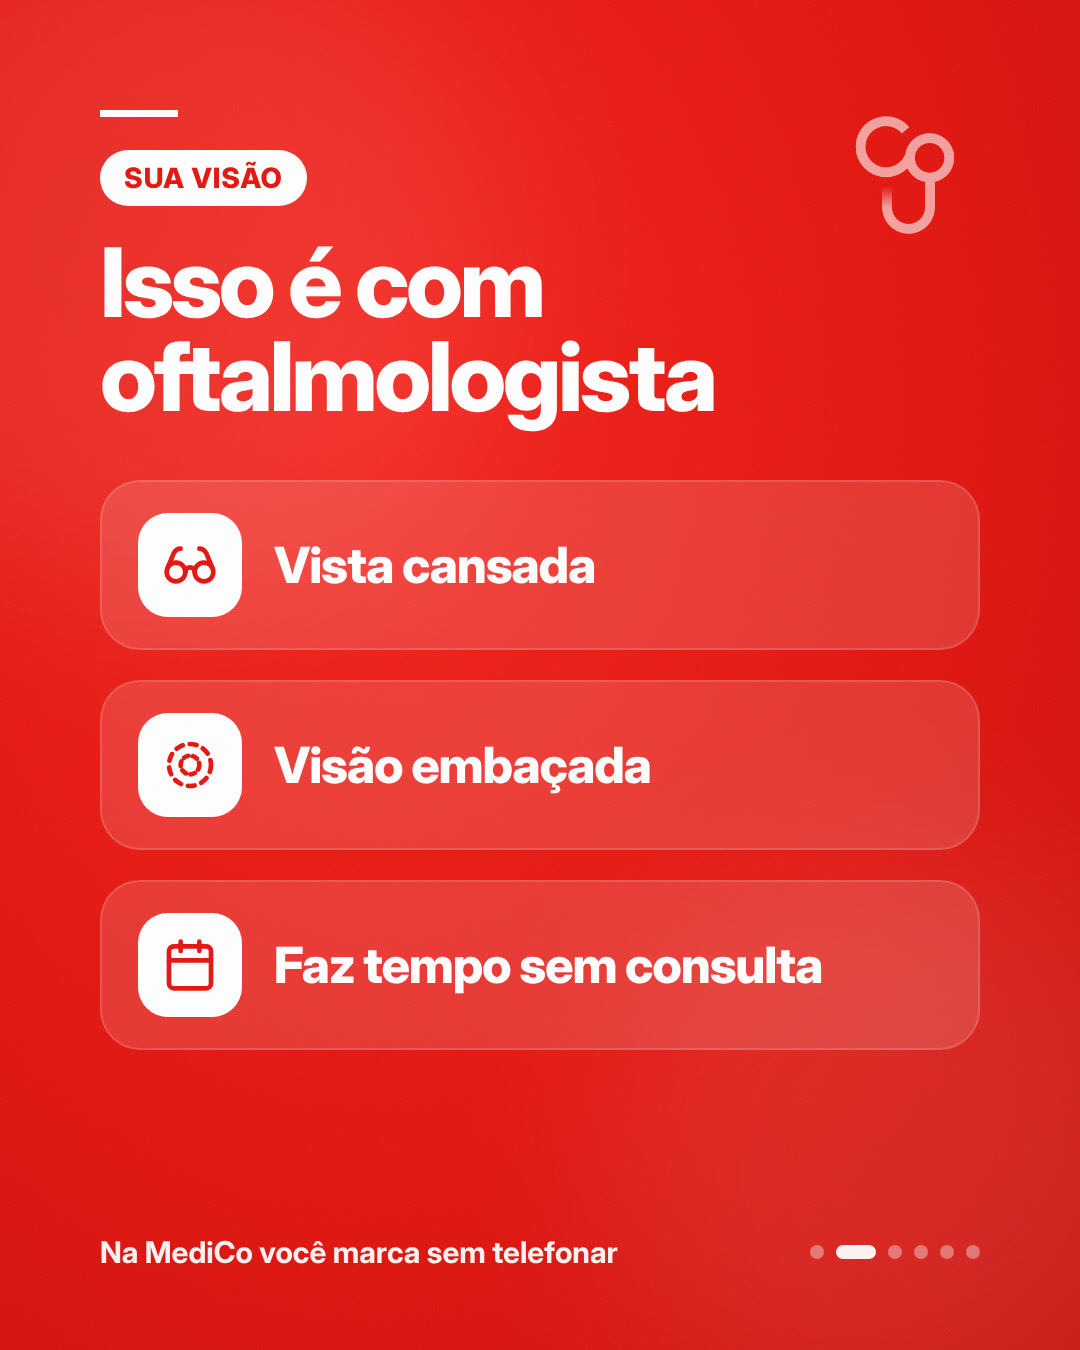 SUA VISÃO
Isso é com
oftalmologista
Vista cansada
Visão embaçada
Faz tempo sem consulta
Na MediCo você marca sem telefonar